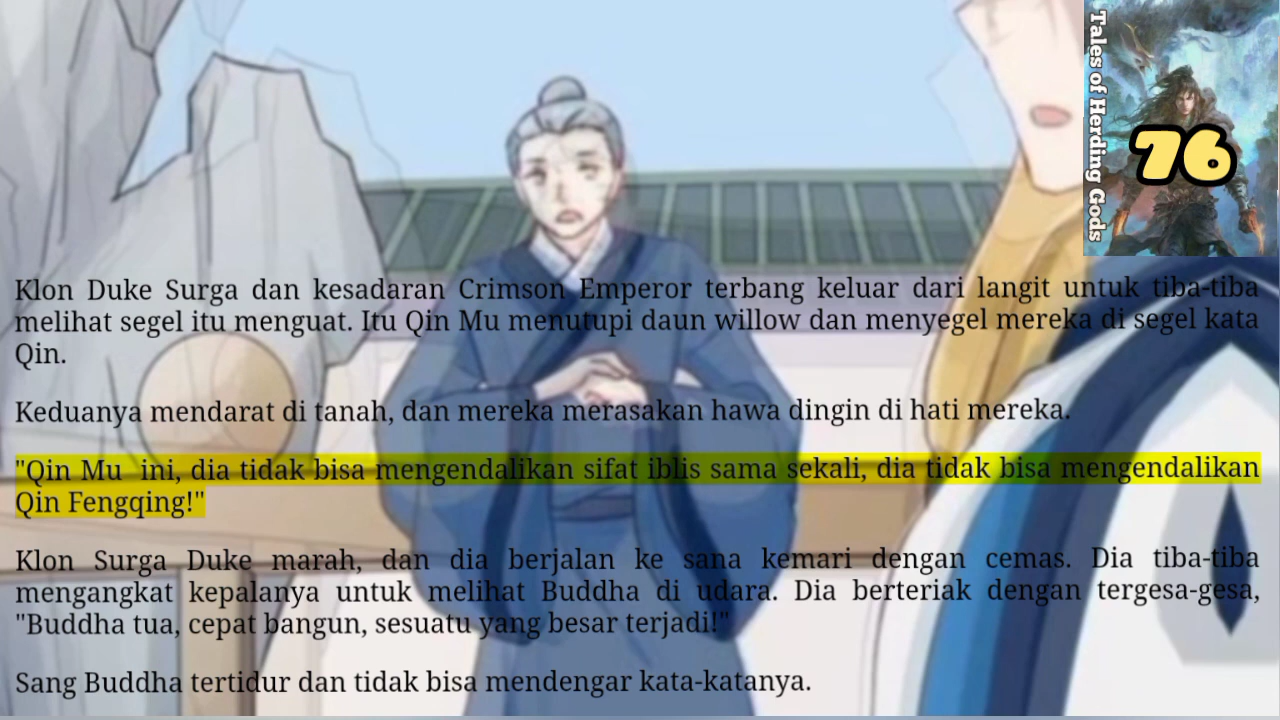 Tales of Herding Gods
76
Klon Duke Surga dan kesadaran Crimson Emperor terbang keluar dari langit untuk tiba-tiba
melihat segel itu menguat. Itu Qin Mu menutupi daun willow dan menyegel mereka di segel kata
Qin.
Keduanya mendarat di tanah, dan mereka merasakan hawa dingin di hati mereka.
"Qin Mu ini, dia tidak bisa mengendalikan sifat iblis sama sekali, dia tidak bisa mengendalikan
Qin Fengqing!"
Klon Surga Duke marah, dan dia berjalan ke sana kemari dengan cemas. Dia tiba-tiba
mengangkat kepalanya untuk melihat Buddha di udara. Dia berteriak dengan tergesa-gesa,
"Buddha tua, cepat bangun, sesuatu yang besar terjadi!"
Sang Buddha tertidur dan tidak bisa mendengar kata-katanya.